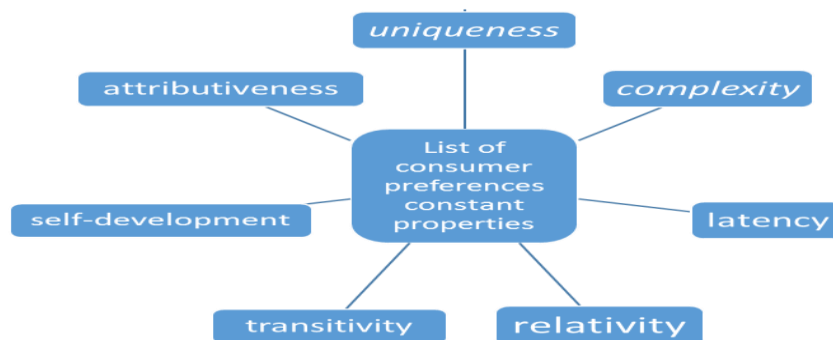 uniqueness
attributiveness
complexity
List of
consumer
preferences
constant
properties
self-development
latency
transitivity
relativity